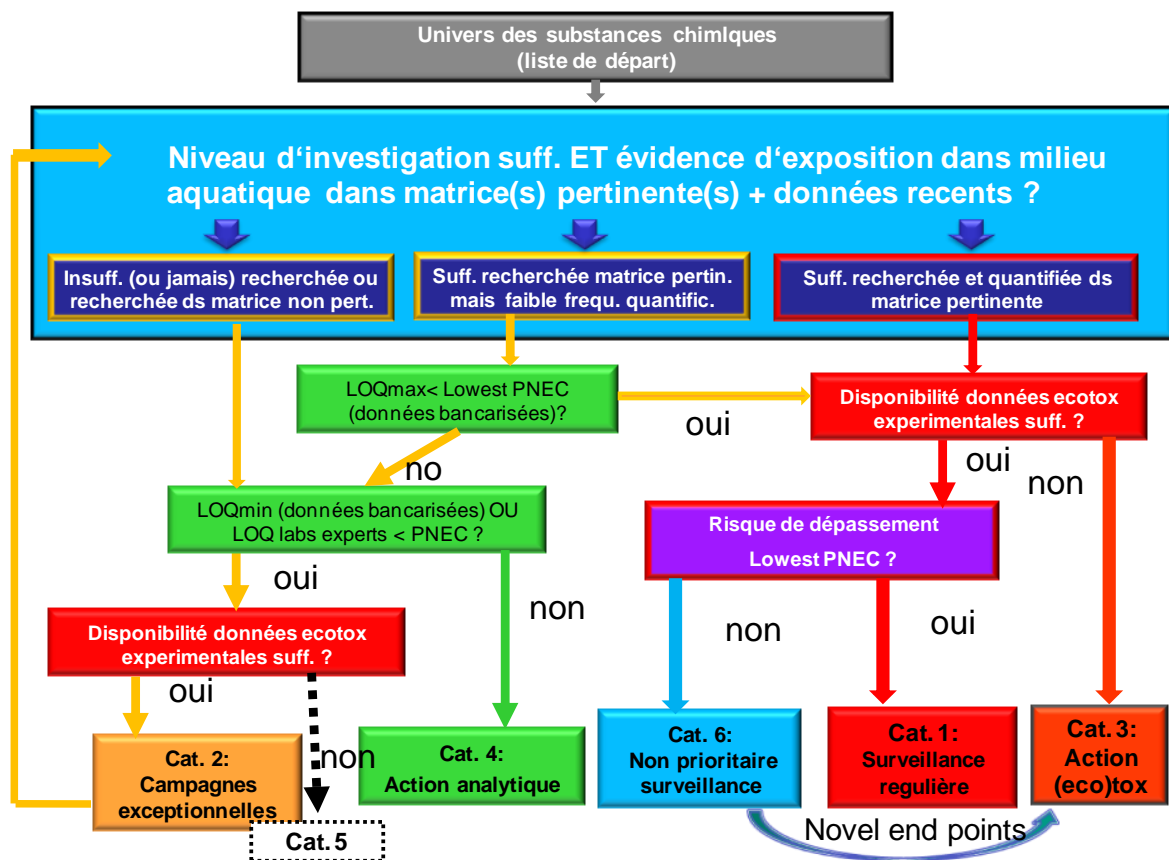 Univers des substances chimIques
(liste de départ)
Niveau d‘investigation suff. ET évidence d‘exposition dans milieu
aquatique dans matrice(s) pertinente(s) + données recents ?
Insuff. (ou jamais) recherchée ou
recherchée ds matrice non pert.
Suff. recherchée matrice pertin.
mais faible frequ. quantific.
Suff. recherchée et quantifiée ds
matrice pertinente
LOQmax< Lowest PNEC
(données bancarisées)?
oui
Disponibilité données ecotox
experimentales suff. ?
no
oui
non
LOQmin (données bancarisées) OU
LOQ labs experts < PNEC ?
Risque de dépassement
Lowest PNEC ?
oui
non
non
oui
Disponibilité données ecotox
experimentales suff. ?
oui
non
Cat. 2:
Campagnes
exceptionnelles
Cat. 5
Cat. 4:
Action analytique
Cat. 6:
Non prioritaire
surveillance
Cat. 1:
Surveillance
regulière
Cat. 3:
Action
(eco)tox
Novel end points